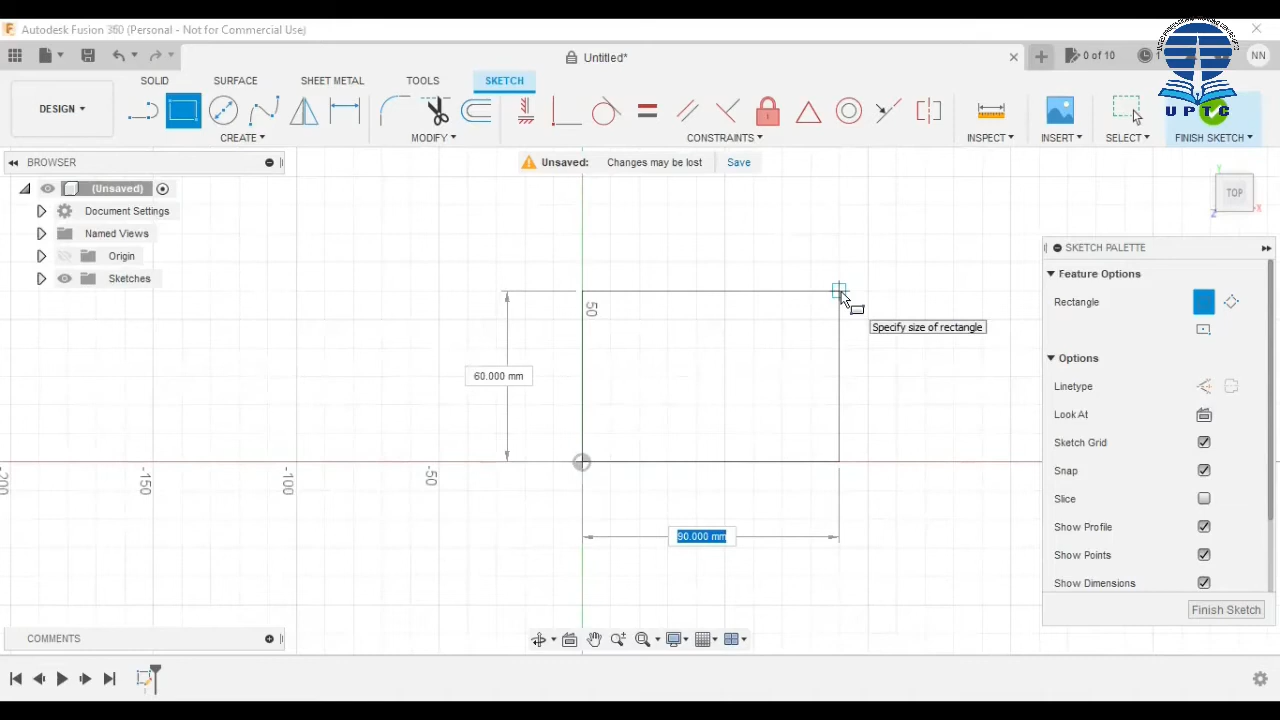 Autodesk Fusion 360 (Personal - Not for Commercial Use)
Untitled*
0 of 10
1
NN
UPTC
SOLID
SURFACE
SHEET METAL
TOOLS
SKETCH
DESIGN
CREATE
MODIFY
CONSTRAINTS
INSPECT
INSERT
SELECT
FINISH SKETCH
BROWSER
Unsaved:
Changes may be lost
Save
(Unsaved)
Document Settings
Named Views
Origin
Sketches
TOP
Y
X
Z
SKETCH PALETTE
Feature Options
Rectangle
Options
Linetype
Look At
Sketch Grid
Snap
Slice
Show Profile
Show Points
Show Dimensions
Finish Sketch
50
Specify size of rectangle
60.000 mm
-200
-150
-100
-50
90.000 mm
COMMENTS